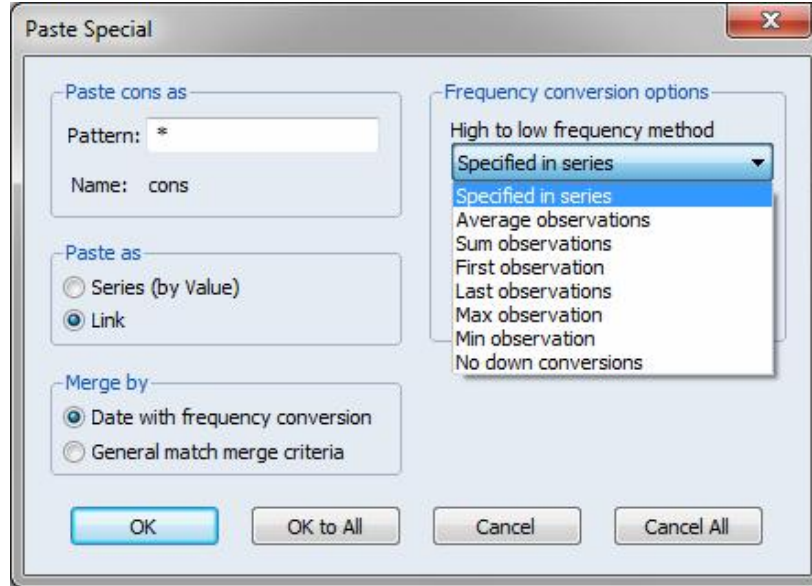 Paste Special
Paste cons as
Pattern: *
Name: cons
Paste as
Series (by Value)
Link
Merge by
Date with frequency conversion
General match merge criteria
Frequency conversion options
High to low frequency method
Specified in series
Specified in series
Average observations
Sum observations
First observation
Last observations
Max observation
Min observation
No down conversions
OK
OK to All
Cancel
Cancel All